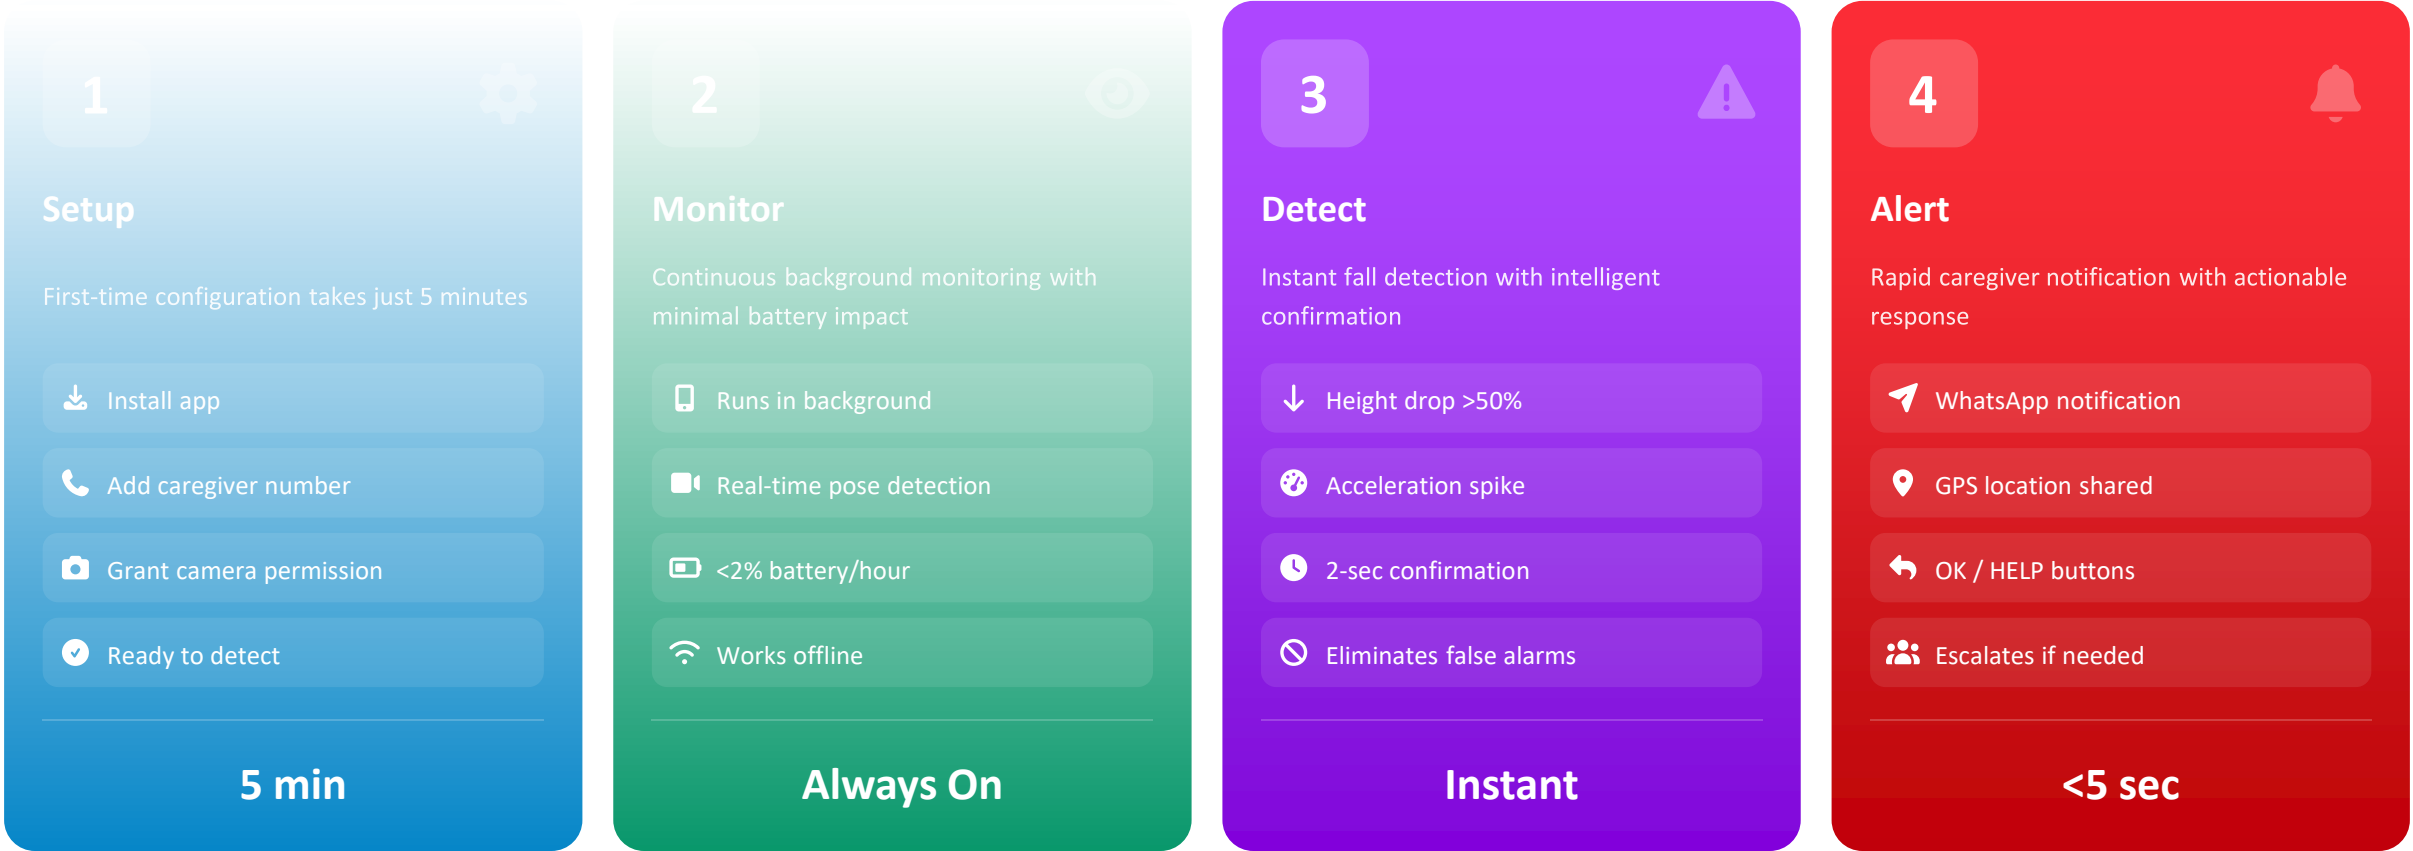 1
Setup
First-time configuration takes just 5 minutes
Install app
Add caregiver number
Grant camera permission
Ready to detect
5 min
2
Monitor
Continuous background monitoring with
minimal battery impact
Runs in background
Real-time pose detection
<2% battery/hour
Works offline
Always On
3
Detect
Instant fall detection with intelligent
confirmation
Height drop >50%
Acceleration spike
2-sec confirmation
Eliminates false alarms
Instant
4
Alert
Rapid caregiver notification with actionable
response
WhatsApp notification
GPS location shared
OK / HELP buttons
Escalates if needed
<5 sec